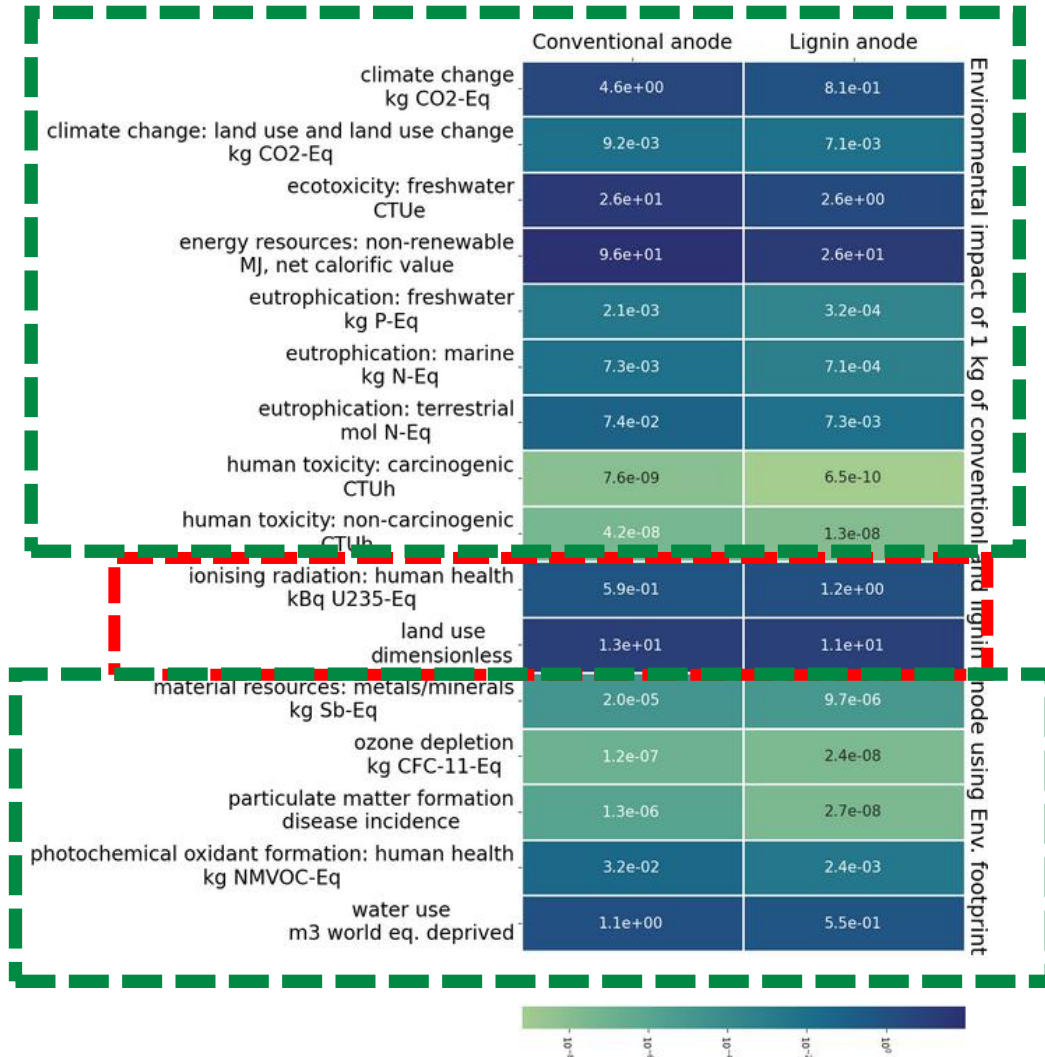 Conventional anode Lignin anode
climate change
kg CO2-Eq
4.6e+00 8.1e-01
climate change: land use and land use change
kg CO2-Eq
9.2e-03 7.1e-03
ecotoxicity: freshwater
CTUe
2.6e+01 2.6e+00
energy resources: non-renewable
MJ, net calorific value
9.6e+01 2.6e+01
eutrophication: freshwater
kg P-Eq
2.1e-03 3.2e-04
eutrophication: marine
kg N-Eq
7.3e-03 7.1e-04
eutrophication: terrestrial
mol N-Eq
7.4e-02 7.3e-03
human toxicity: carcinogenic
CTUh
7.6e-09 6.5e-10
human toxicity: non-carcinogenic
CTUh
4.2e-08 1.3e-08
ionising radiation: human health
kBq U235-Eq
5.9e-01 1.2e+00
land use
dimensionless
1.3e+01 1.1e+01
material resources: metals/minerals
kg Sb-Eq
2.0e-05 9.7e-06
ozone depletion
kg CFC-11-Eq
1.2e-07 2.4e-08
particulate matter formation
disease incidence
1.3e-06 2.7e-08
photochemical oxidant formation: human health
kg NMVOC-Eq
3.2e-02 2.4e-03
water use
m3 world eq. deprived
1.1e+00 5.5e-01
Environmental impact of 1 kg of conventionl and lignin node using Env. footprint
10⁰